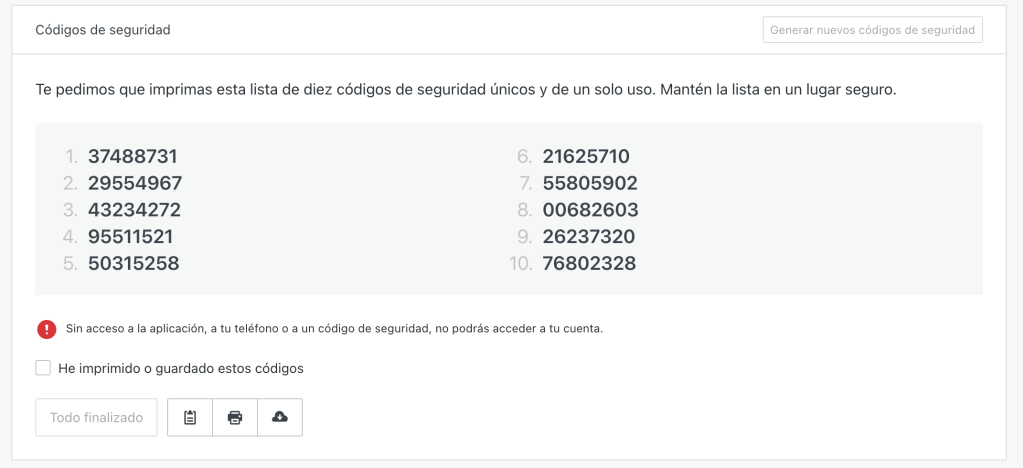 Códigos de seguridad
Generar nuevos códigos de seguridad
Te pedimos que imprimas esta lista de diez códigos de seguridad únicos y de un solo uso. Mantén la lista en un lugar seguro.
1. 37488731
2. 29554967
3. 43234272
4. 95511521
5. 50315258
6. 21625710
7. 55805902
8. 00682603
9. 26237320
10. 76802328
Sin acceso a la aplicación, a tu teléfono o a un código de seguridad, no podrás acceder a tu cuenta.
He imprimido o guardado estos códigos
Todo finalizado